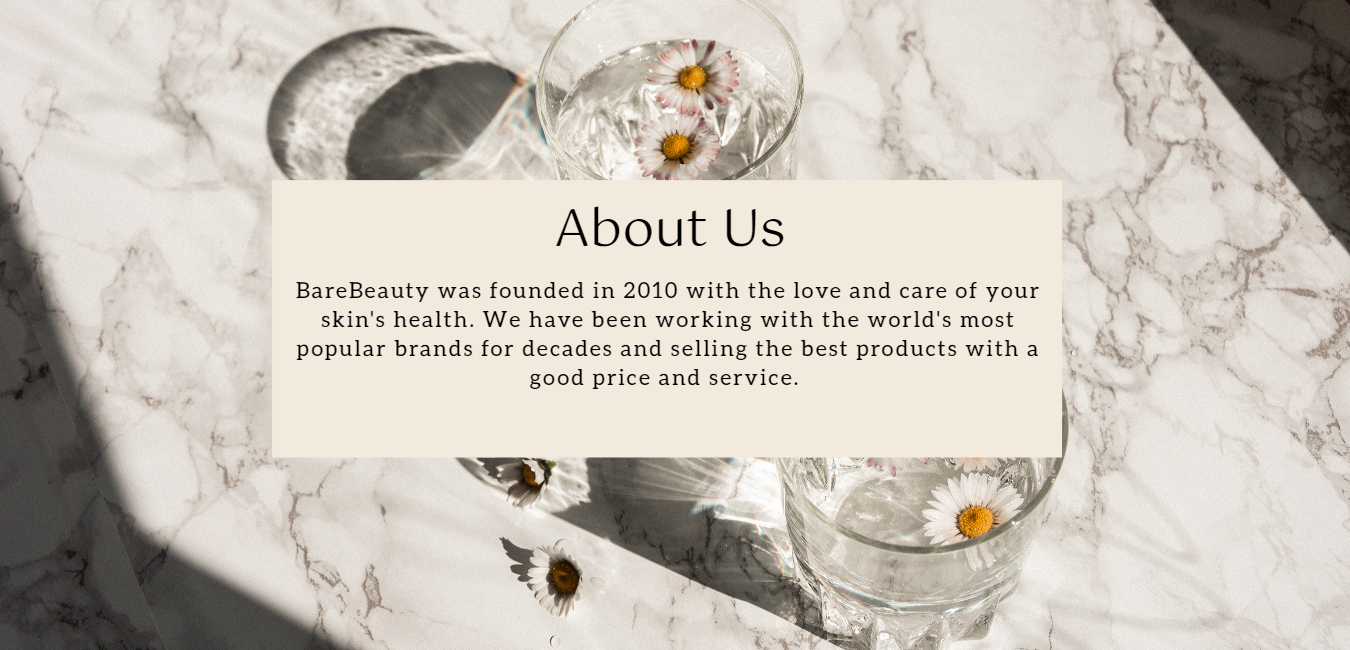 About Us
BareBeauty was founded in 2010 with the love and care of your
skin's health. We have been working with the world's most
popular brands for decades and selling the best products with a
good price and service.